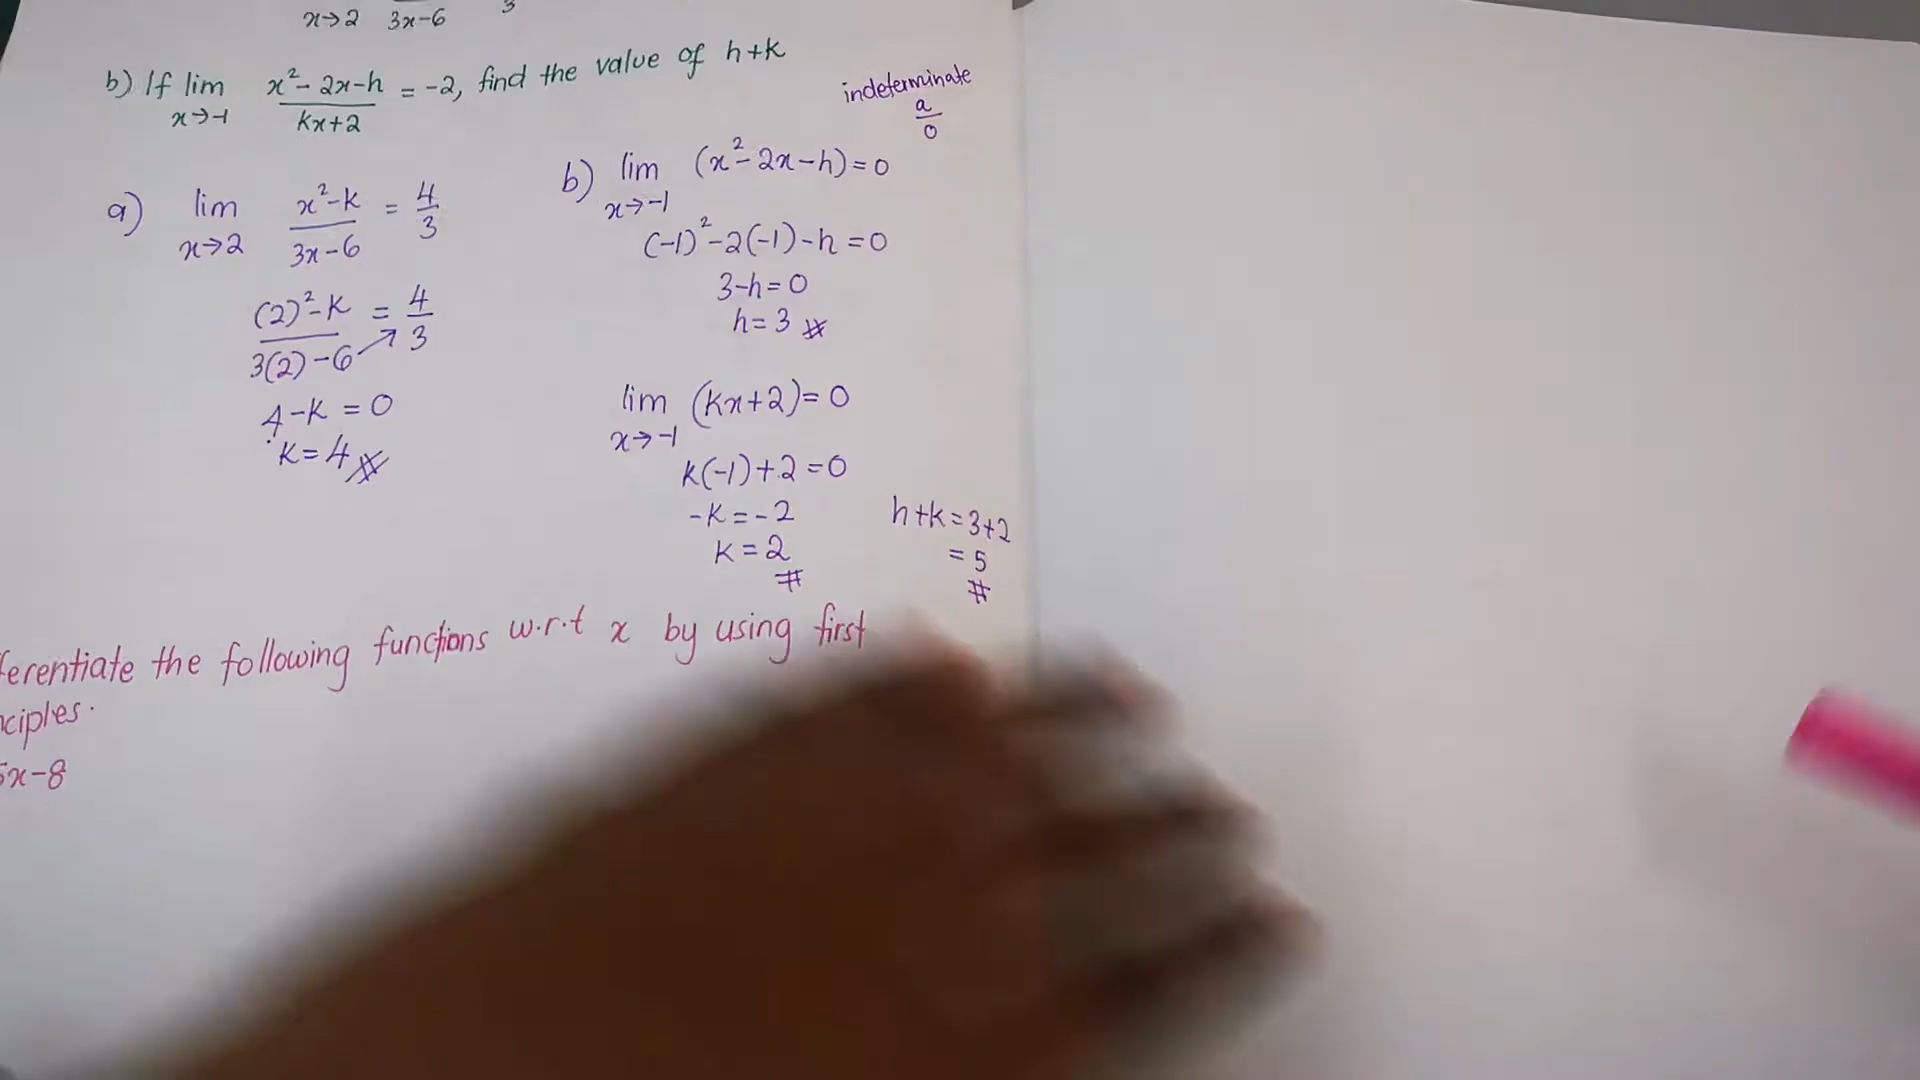 x→2 3x-6 3
b) If lim x²-2x-h = -2, find the value of h+k
x→-1 kx+2
indeterminate
a
0
a) lim x²-k = 4
x→2 3x-6 3
(2)²-k = 4
3(2)-6 3
4-k = 0
k=4
b) lim (x²-2x-h)=0
x→-1
(-1)²-2(-1)-h=0
3-h=0
h=3
lim (kx+2)=0
x→-1
k(-1)+2=0
-k=-2
k=2
#
h+k=3+2
=5
#
ferentiate the following functions w.r.t x by using first
ciples.
5x-8